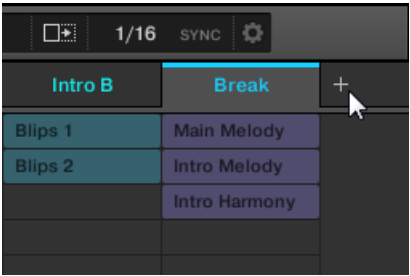 1/16 SYNC
Intro B Break +
Blips 1 Main Melody
Blips 2 Intro Melody
Intro Harmony